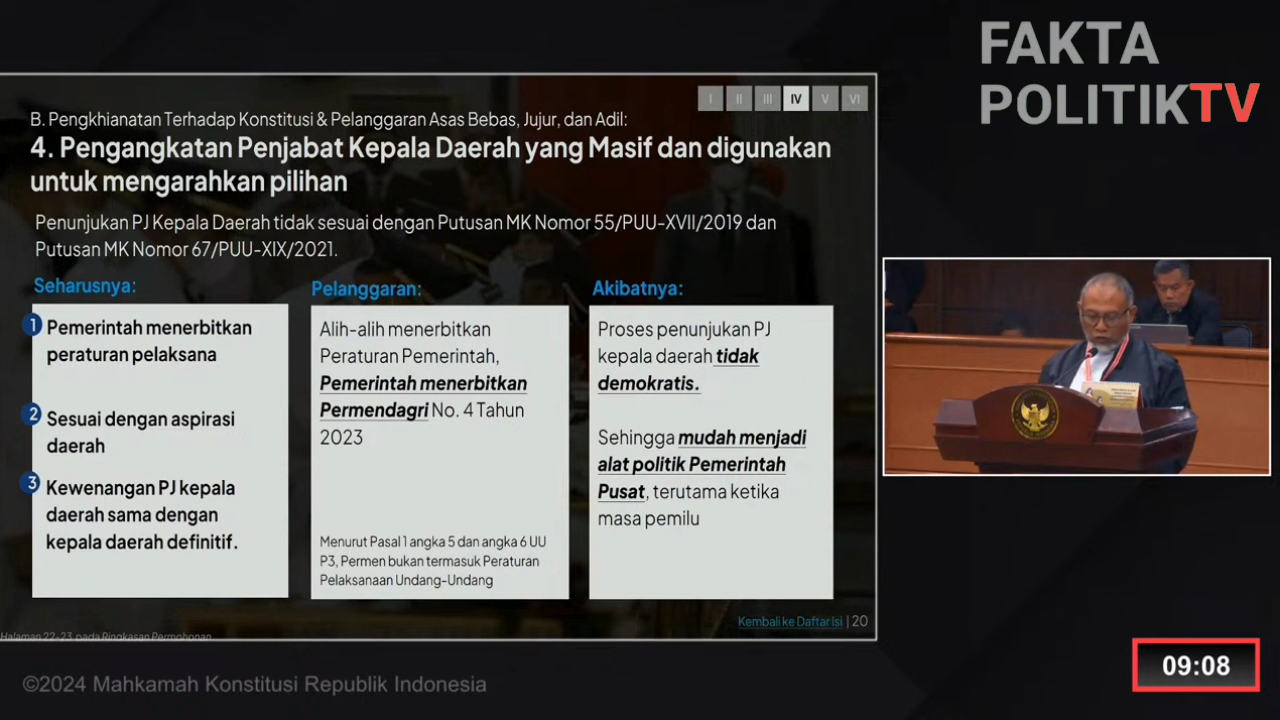 FAKTA
POLITIKTV
I II III IV V VI
B. Pengkhianatan Terhadap Konstitusi & Pelanggaran Asas Bebas, Jujur, dan Adil:
4. Pengangkatan Penjabat Kepala Daerah yang Masif dan digunakan
untuk mengarahkan pilihan
Penunjukan PJ Kepala Daerah tidak sesuai dengan Putusan MK Nomor 55/PUU-XVII/2019 dan
Putusan MK Nomor 67/PUU-XIX/2021.
Seharusnya:
1 Pemerintah menerbitkan
peraturan pelaksana
2 Sesuai dengan aspirasi
daerah
3 Kewenangan PJ kepala
daerah sama dengan
kepala daerah definitif.
Pelanggaran:
Alih-alih menerbitkan
Peraturan Pemerintah,
Pemerintah menerbitkan
Permendagri No. 4 Tahun
2023
Menurut Pasal 1 angka 5 dan angka 6 UU
P3, Permen bukan termasuk Peraturan
Pelaksanaan Undang-Undang
Akibatnya:
Proses penunjukan PJ
kepala daerah tidak
demokratis.
Sehingga mudah menjadi
alat politik Pemerintah
Pusat, terutama ketika
masa pemilu
Kembali ke Daftar Isi | 20
Halaman 22-23 pada Ringkasan Permohonan
©2024 Mahkamah Konstitusi Republik Indonesia
09:08